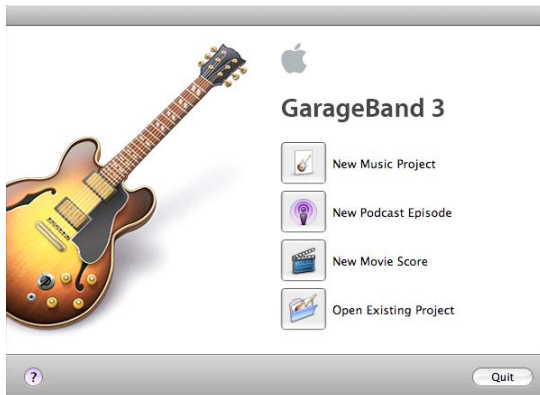 GarageBand 3
New Music Project
New Podcast Episode
New Movie Score
Open Existing Project
?
Quit